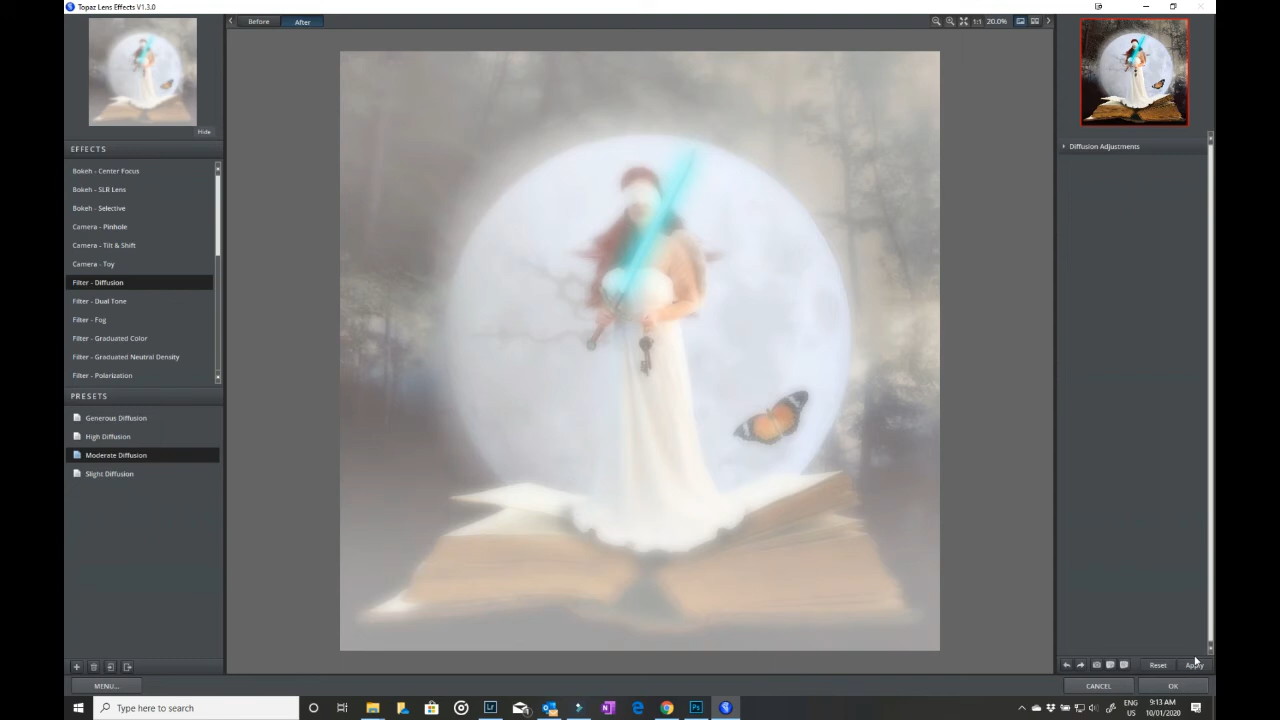 Topaz Lens Effects V1.3.0
Before After 1:1 20.0%
Hide
EFFECTS
Bokeh - Center Focus
Bokeh - SLR Lens
Bokeh - Selective
Camera - Pinhole
Camera - Tilt & Shift
Camera - Toy
Filter - Diffusion
Filter - Dual Tone
Filter - Fog
Filter - Graduated Color
Filter - Graduated Neutral Density
Filter - Polarization
PRESETS
Generous Diffusion
High Diffusion
Moderate Diffusion
Slight Diffusion
MENU...
Diffusion Adjustments
Reset Apply
CANCEL OK
Type here to search
ENG
US
9:13 AM
10/01/2020